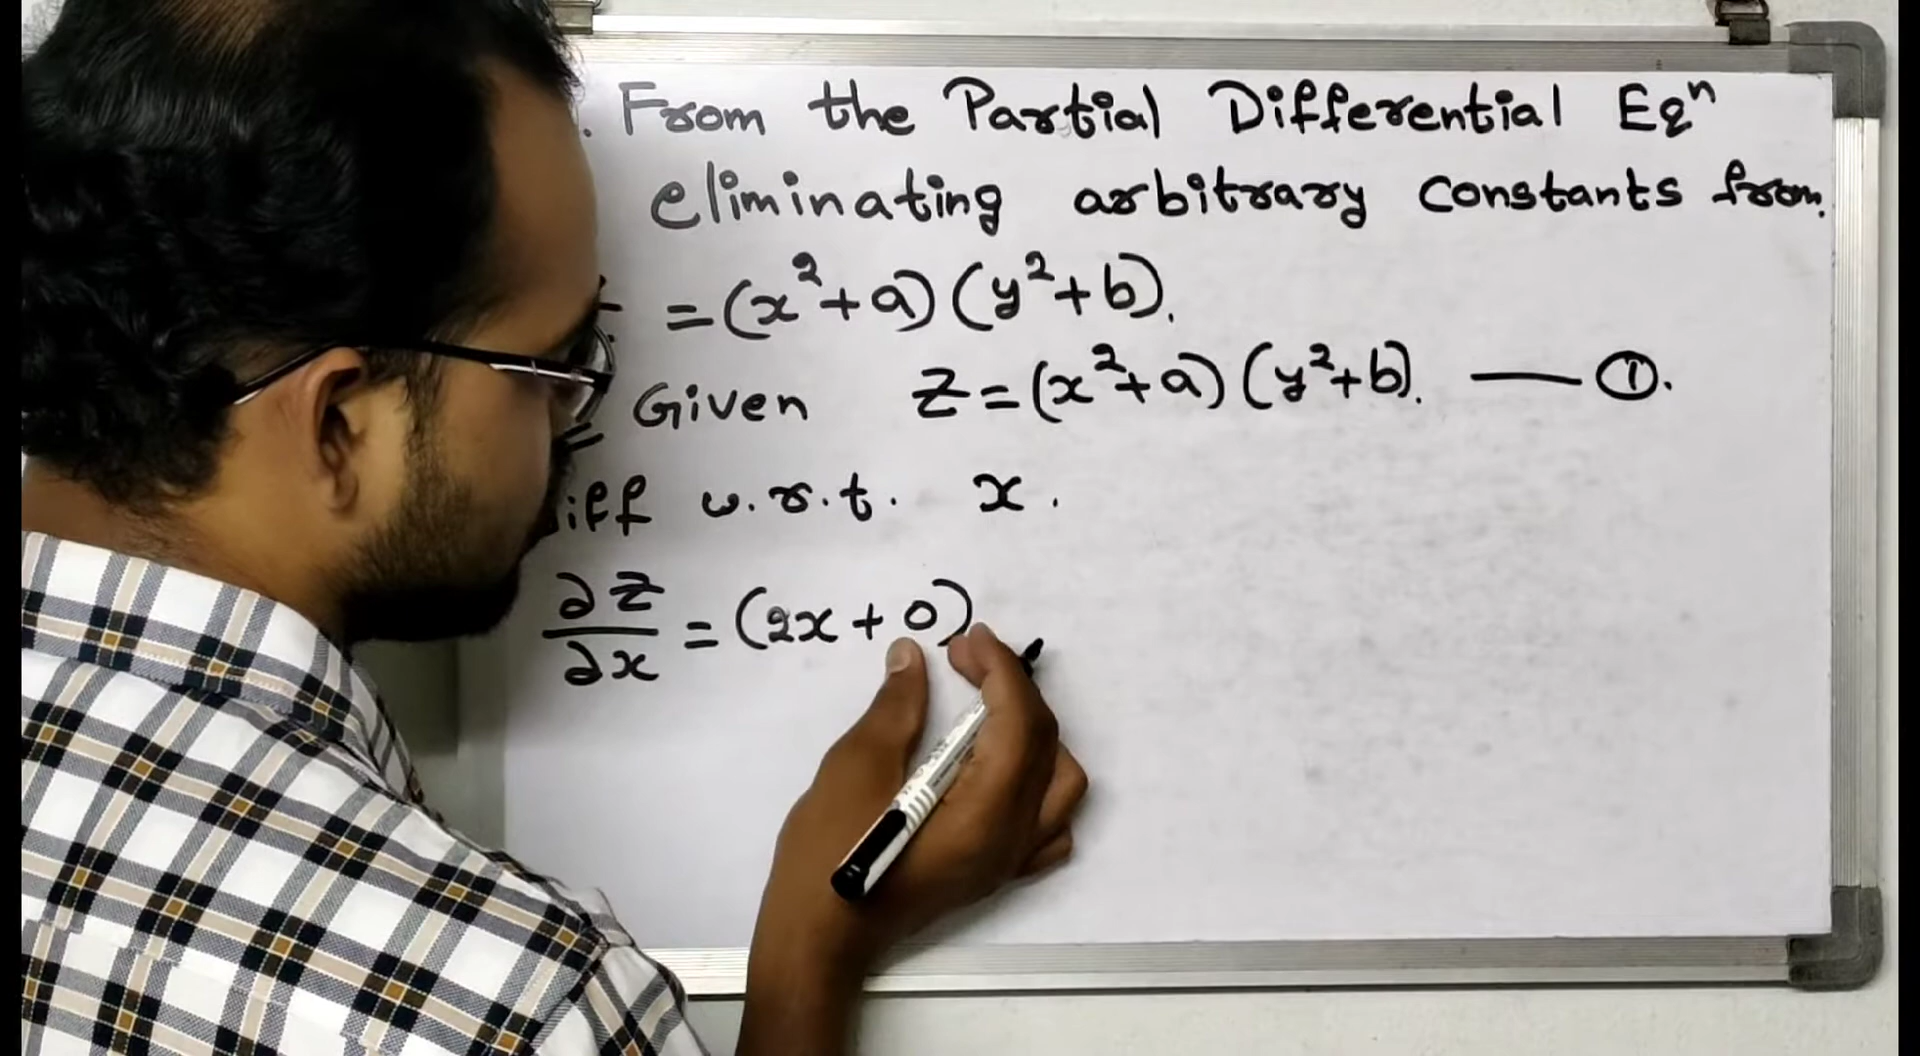 . From the Partial Differential Eqⁿ
eliminating arbitrary constants from.
= (x²+a) (y²+b).
Given z = (x²+a) (y²+b). — ①.
iff w.r.t. x.
∂z/∂x = (2x + 0)